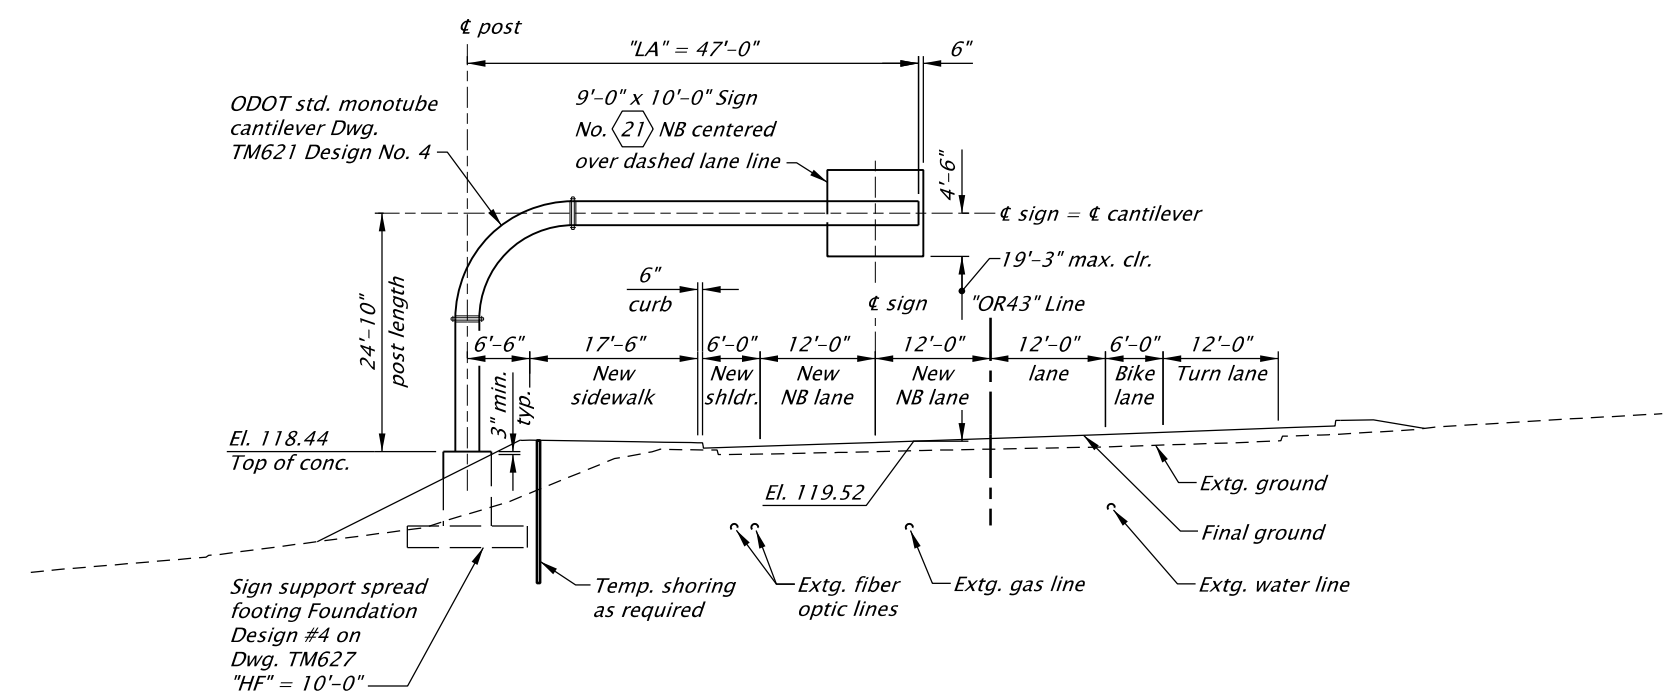 ℄ post
"LA" = 47'-0"
6"
ODOT std. monotube
cantilever Dwg.
TM621 Design No. 4
9'-0" x 10'-0" Sign
No. 21 NB centered
over dashed lane line
4'-6"
℄ sign = ℄ cantilever
19'-3" max. clr.
6"
curb
℄ sign
"OR43" Line
24'-10"
post length
6'-6"
17'-6"
6'-0"
12'-0"
12'-0"
12'-0"
6'-0"
12'-0"
New
sidewalk
New
shldr.
New
NB lane
New
NB lane
lane
Bike
lane
Turn lane
3" min.
typ.
El. 118.44
Top of conc.
El. 119.52
Extg. ground
Final ground
Sign support spread
footing Foundation
Design #4 on
Dwg. TM627
"HF" = 10'-0"
Temp. shoring
as required
Extg. fiber
optic lines
Extg. gas line
Extg. water line